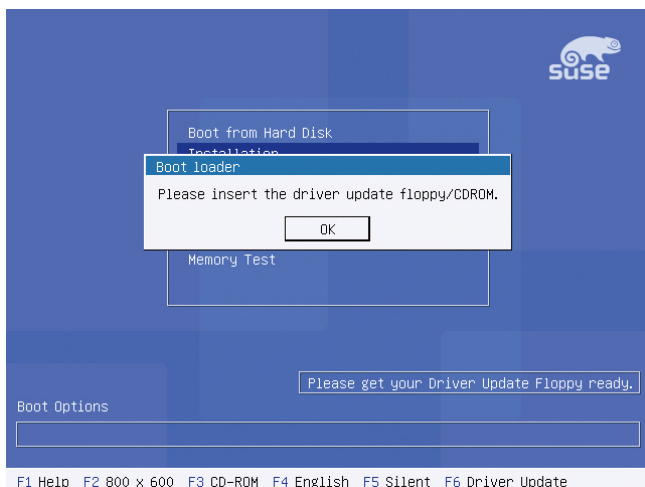 SUSE
Boot from Hard Disk
Installation
Boot loader
Please insert the driver update floppy/CDROM.
OK
Memory Test
Please get your Driver Update Floppy ready.
Boot Options
F1 Help F2 800 x 600 F3 CD-ROM F4 English F5 Silent F6 Driver Update